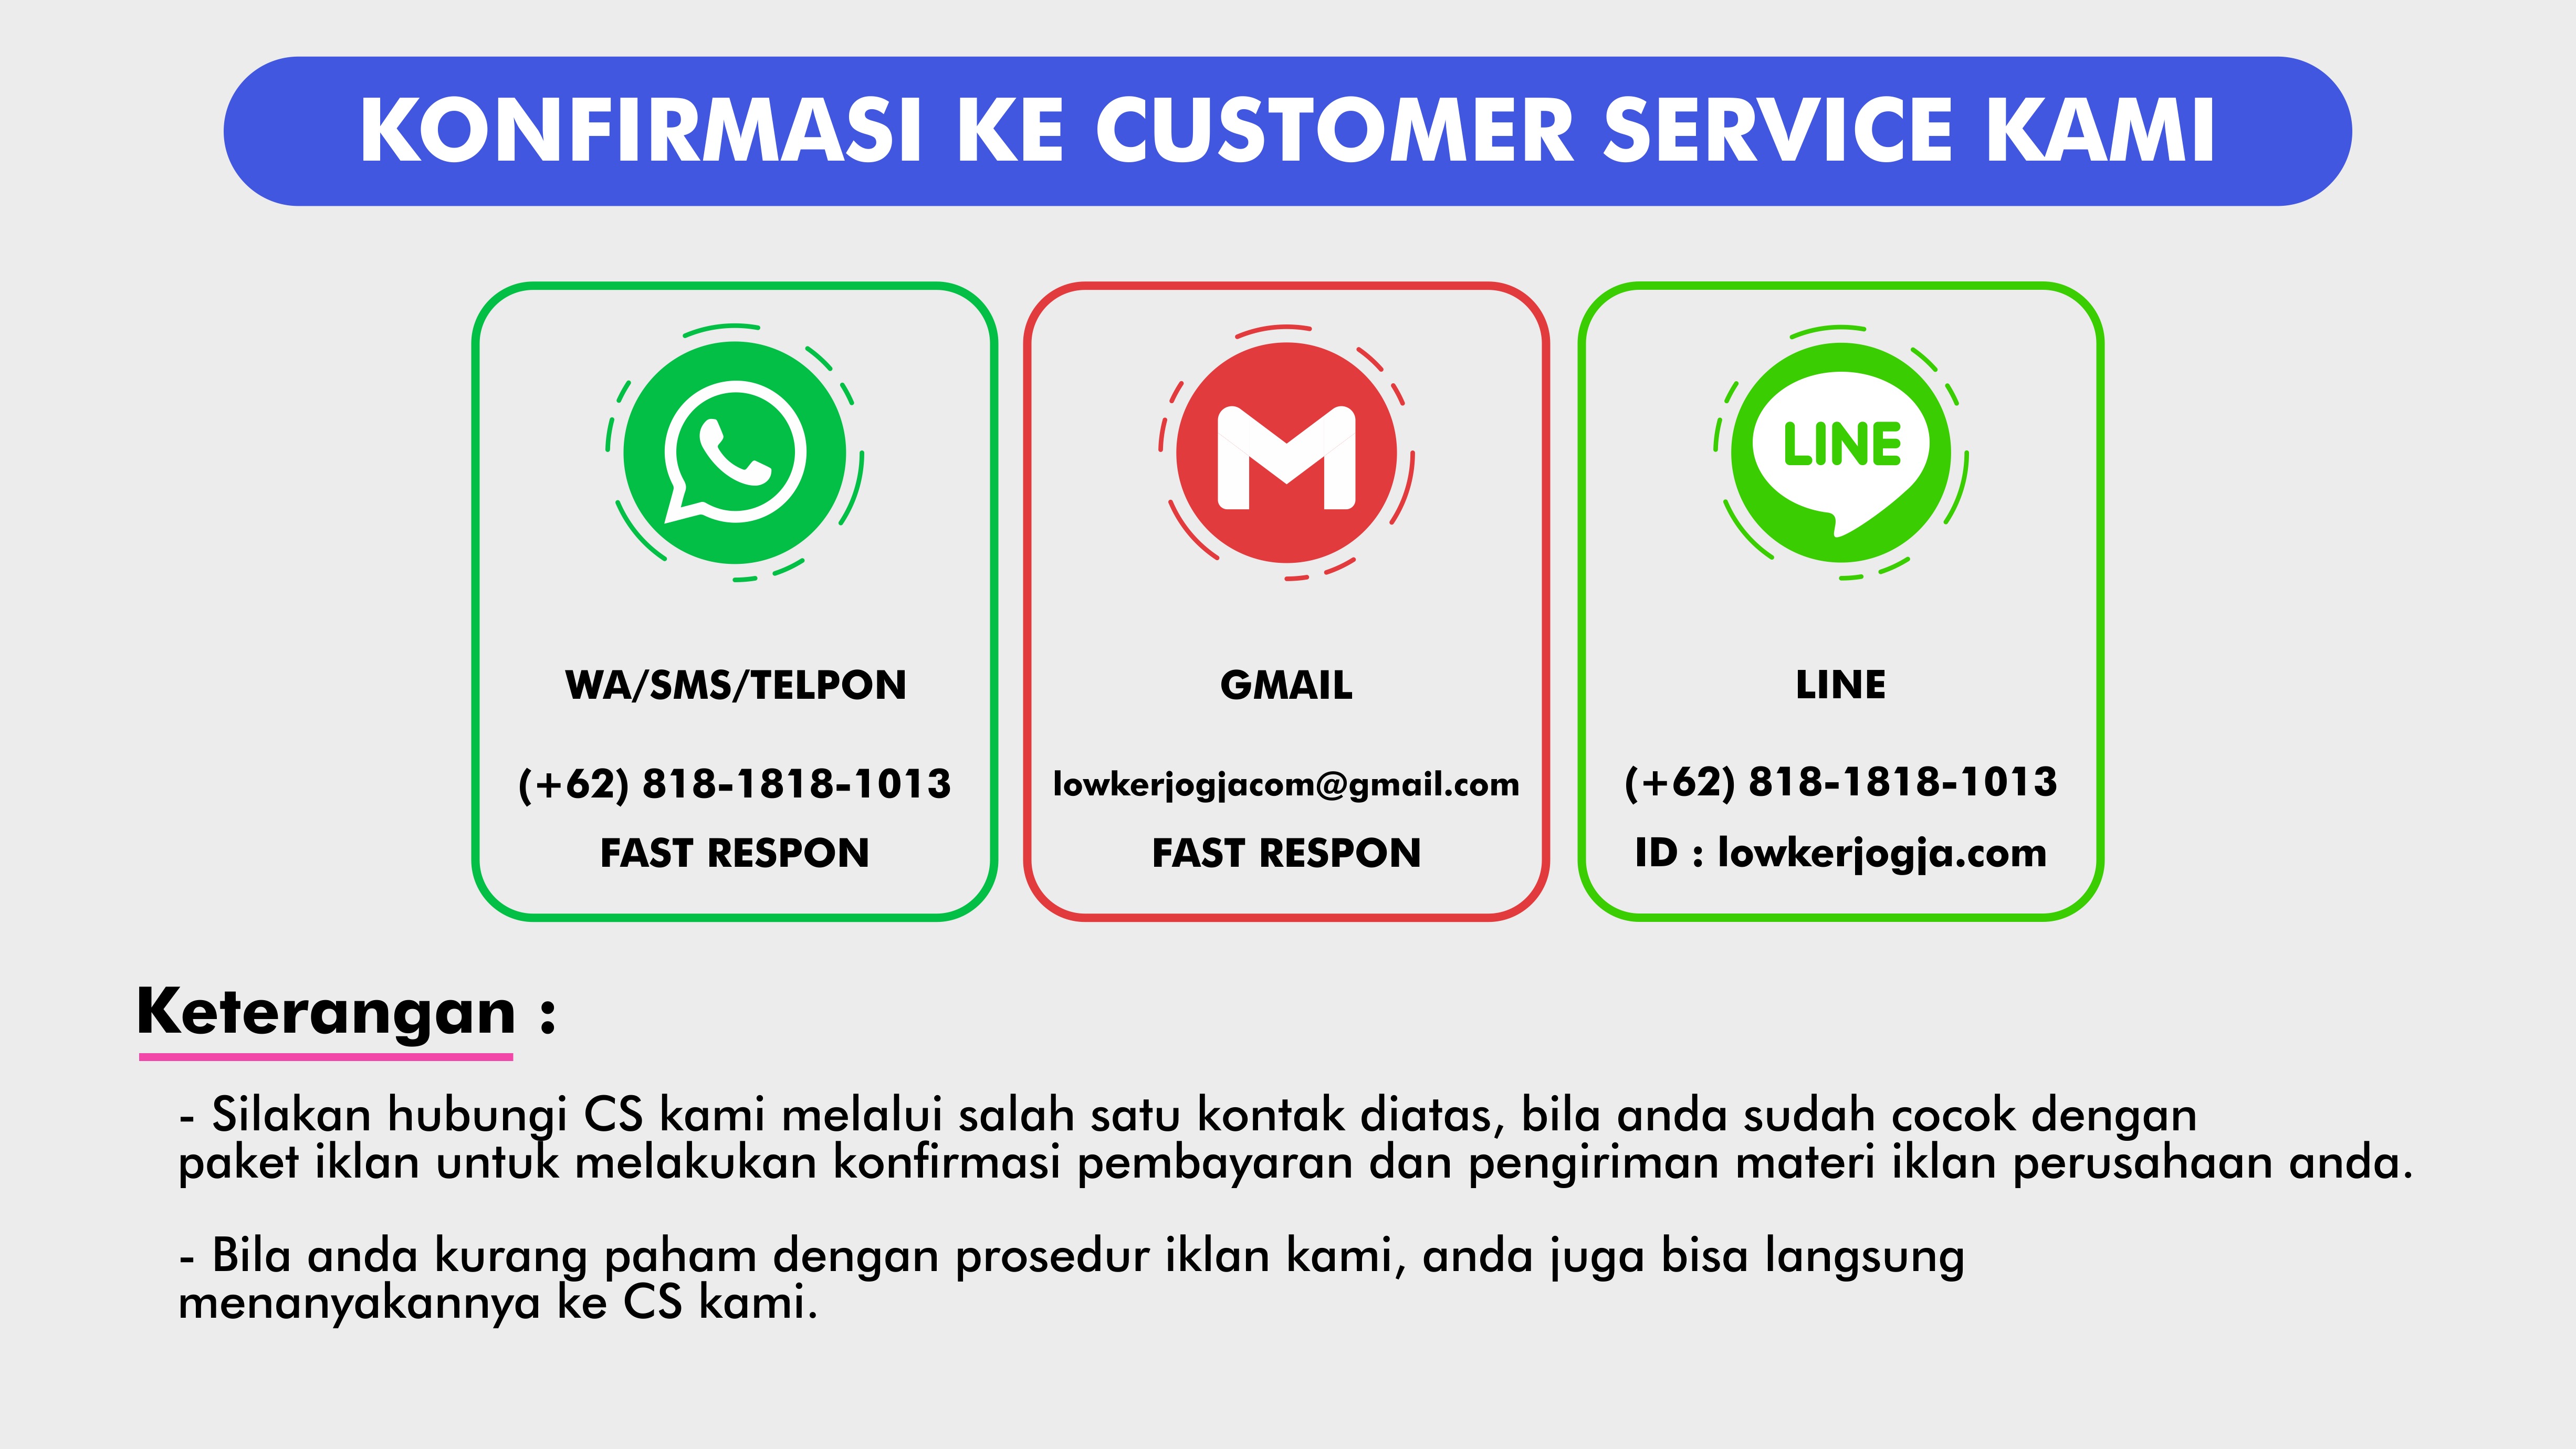 KONFIRMASI KE CUSTOMER SERVICE KAMI
LINE
WA/SMS/TELPON
(+62) 818-1818-1013
FAST RESPON
GMAIL
lowkerjogjacom@gmail.com
FAST RESPON
LINE
(+62) 818-1818-1013
ID : lowkerjogja.com
Keterangan :
- Silakan hubungi CS kami melalui salah satu kontak diatas, bila anda sudah cocok dengan
paket iklan untuk melakukan konfirmasi pembayaran dan pengiriman materi iklan perusahaan anda.
- Bila anda kurang paham dengan prosedur iklan kami, anda juga bisa langsung
menanyakannya ke CS kami.